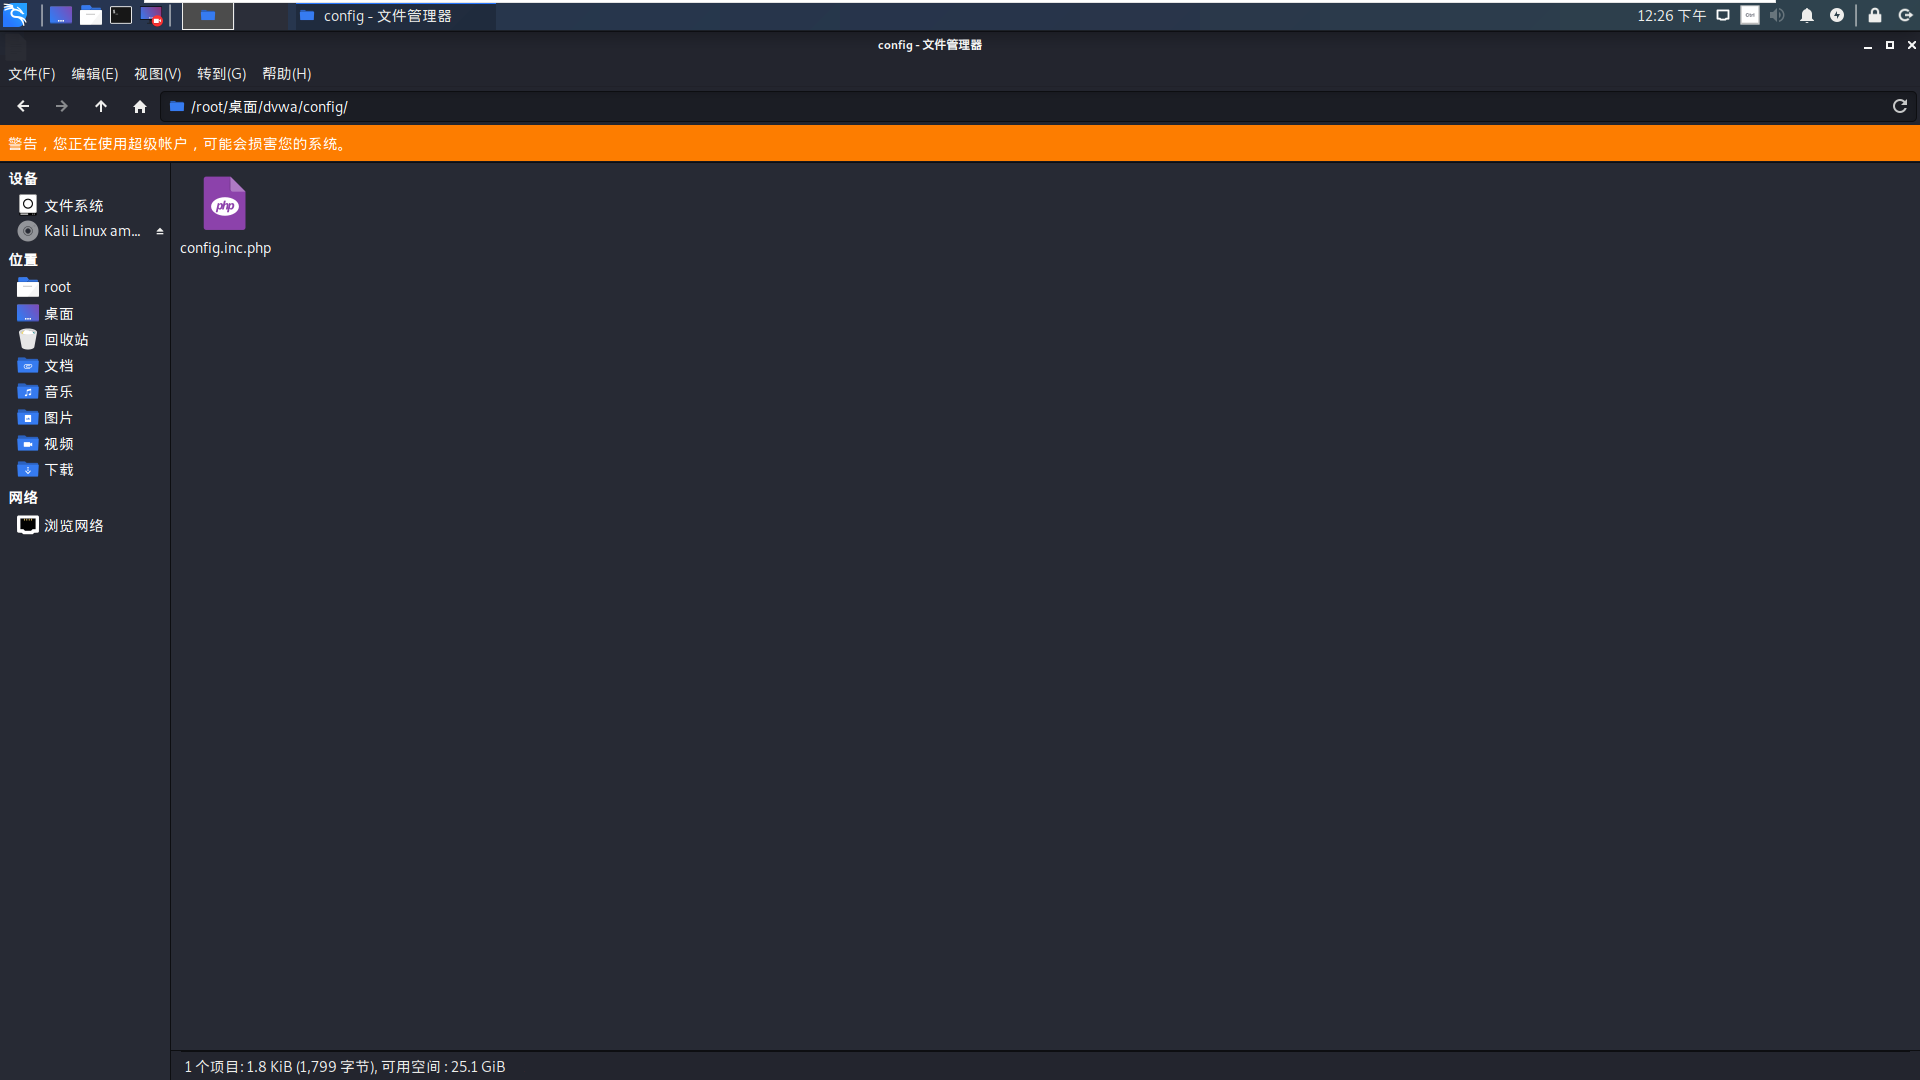 config - 文件管理器
12:26 下午
config - 文件管理器
文件(F) 编辑(E) 视图(V) 转到(G) 帮助(H)
/root/桌面/dvwa/config/
警告，您正在使用超级帐户，可能会损害您的系统。
设备
文件系统
Kali Linux am...
位置
root
桌面
回收站
文档
音乐
图片
视频
下载
网络
浏览网络
php
config.inc.php
1 个项目: 1.8 KiB (1,799 字节), 可用空间 : 25.1 GiB